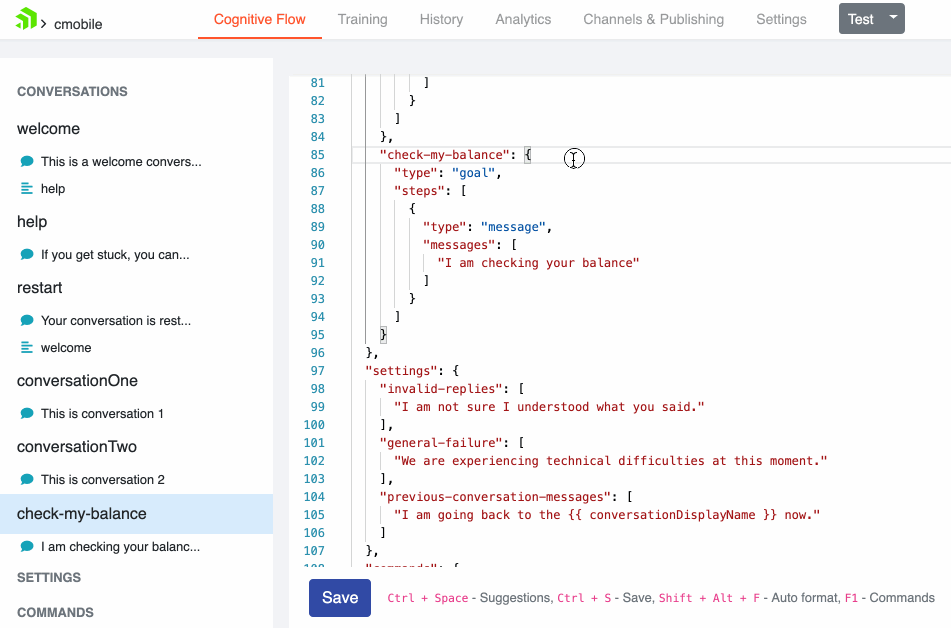 cmobile
Cognitive Flow
Training
History
Analytics
Channels & Publishing
Settings
Test
CONVERSATIONS
welcome
This is a welcome convers...
help
help
If you get stuck, you can...
restart
Your conversation is rest...
welcome
conversationOne
This is conversation 1
conversationTwo
This is conversation 2
check-my-balance
I am checking your balanc...
SETTINGS
COMMANDS
81 ]
82 }
83 ]
84 },
85 "check-my-balance": {
86 "type": "goal",
87 "steps": [
88 {
89 "type": "message",
90 "messages": [
91 "I am checking your balance"
92 ]
93 }
94 ]
95 }
96 },
97 "settings": {
98 "invalid-replies": [
99 "I am not sure I understood what you said."
100 ],
101 "general-failure": [
102 "We are experiencing technical difficulties at this moment."
103 ],
104 "previous-conversation-messages": [
105 "I am going back to the {{ conversationDisplayName }} now."
106 ]
107 },
108 "commands": {
Save
Ctrl + Space - Suggestions, Ctrl + S - Save, Shift + Alt + F - Auto format, F1 - Commands